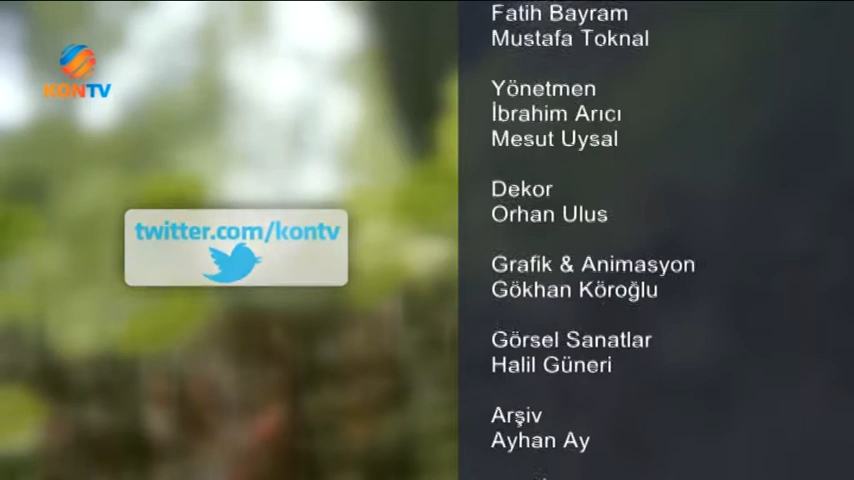 KONTV
twitter.com/kontv
Fatih Bayram
Mustafa Toknal
Yönetmen
İbrahim Arıcı
Mesut Uysal
Dekor
Orhan Ulus
Grafik & Animasyon
Gökhan Köroğlu
Görsel Sanatlar
Halil Güneri
Arşiv
Ayhan Ay